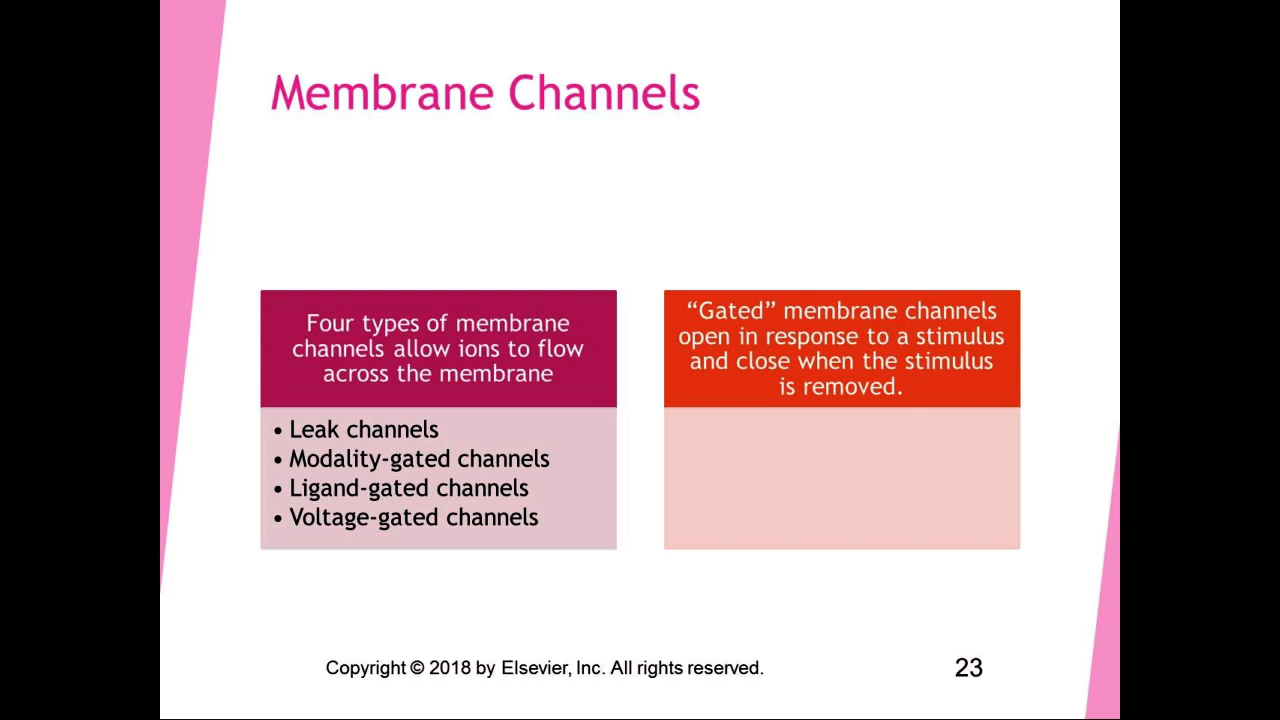 Membrane Channels
Four types of membrane
channels allow ions to flow
across the membrane
• Leak channels
• Modality-gated channels
• Ligand-gated channels
• Voltage-gated channels
“Gated” membrane channels
open in response to a stimulus
and close when the stimulus
is removed.
Copyright © 2018 by Elsevier, Inc. All rights reserved.
23